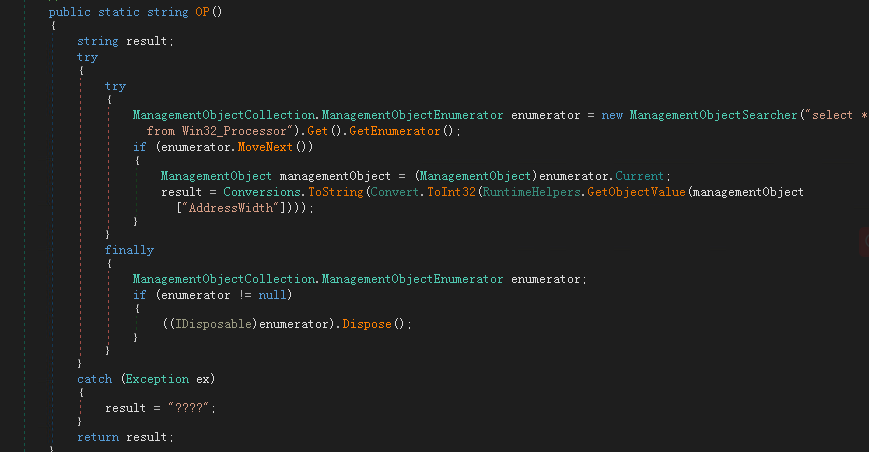 public static string OP()
{
string result;
try
{
try
{
ManagementObjectCollection.ManagementObjectEnumerator enumerator = new ManagementObjectSearcher("select *
from Win32_Processor").Get().GetEnumerator();
if (enumerator.MoveNext())
{
ManagementObject managementObject = (ManagementObject)enumerator.Current;
result = Conversions.ToString(Convert.ToInt32(RuntimeHelpers.GetObjectValue(managementObject
["AddressWidth"])));
}
}
finally
{
ManagementObjectCollection.ManagementObjectEnumerator enumerator;
if (enumerator != null)
{
((IDisposable)enumerator).Dispose();
}
}
}
catch (Exception ex)
{
result = "????";
}
return result;
}